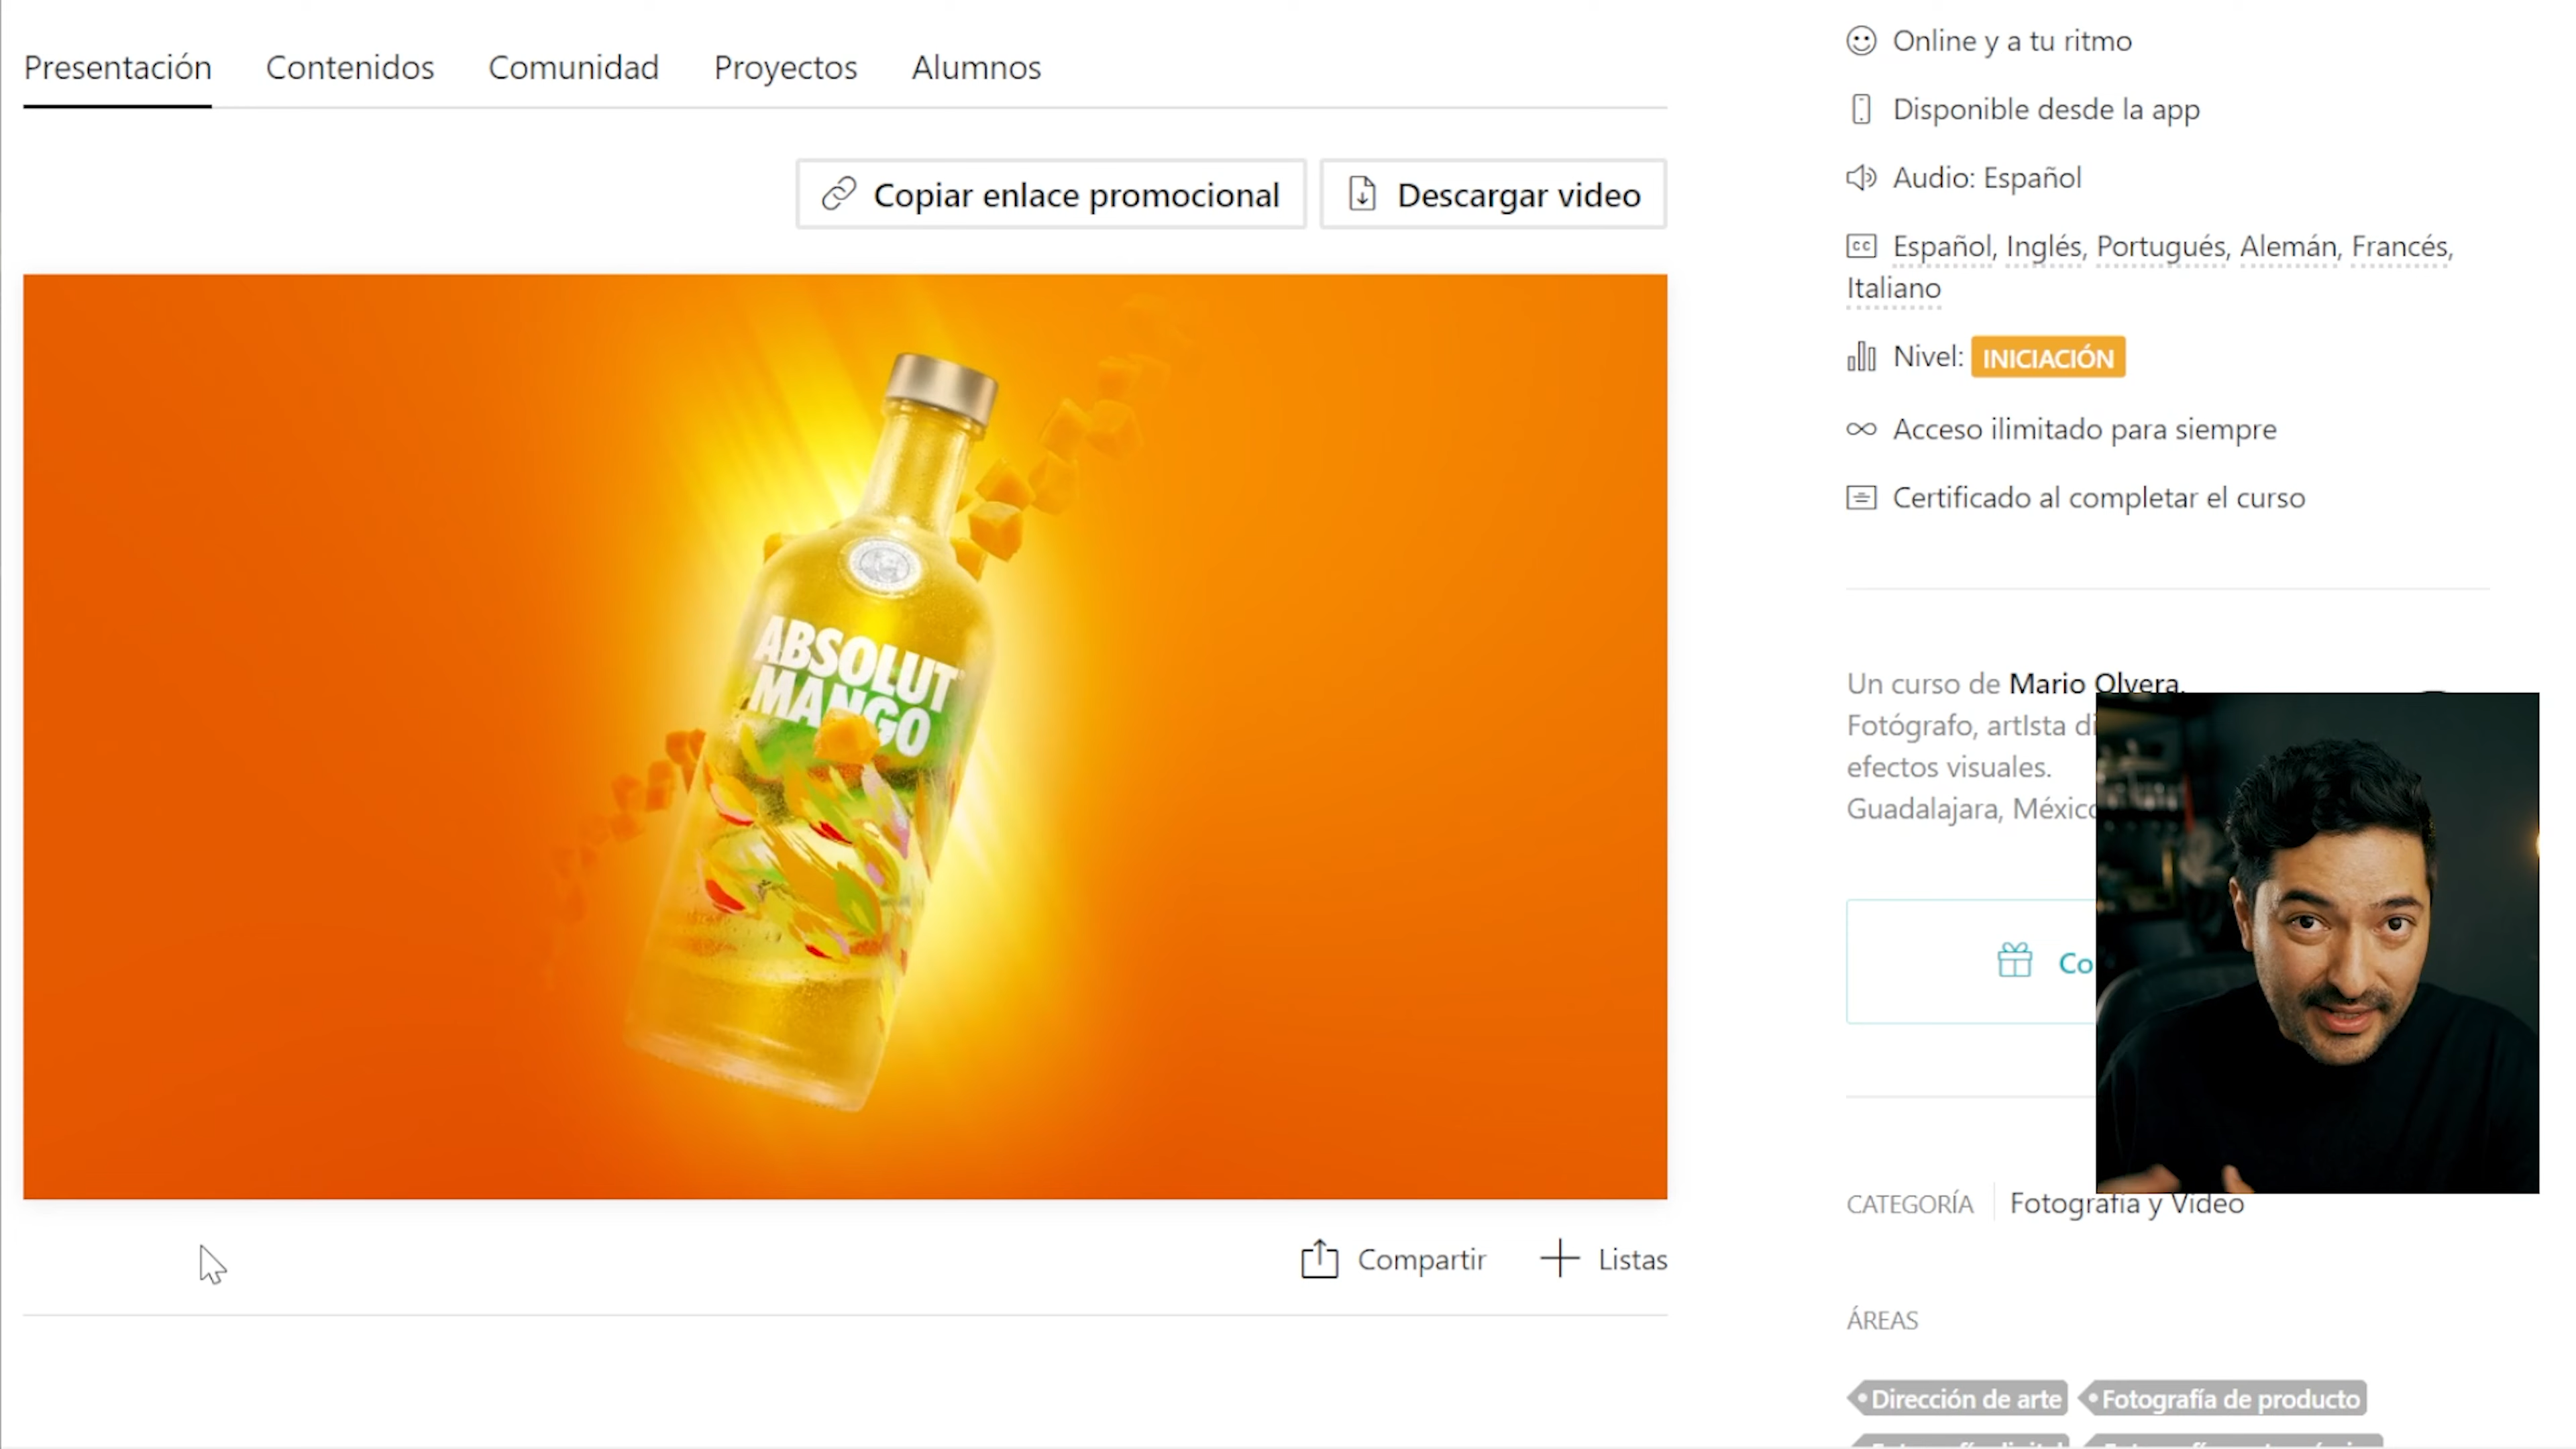 Presentación Contenidos Comunidad Proyectos Alumnos
Copiar enlace promocional Descargar video
ABSOLUT
MANGO
Compartir Listas
Online y a tu ritmo
Disponible desde la app
Audio: Español
CC Español, Inglés, Portugués, Alemán, Francés,
Italiano
Nivel: INICIACIÓN
Acceso ilimitado para siempre
Certificado al completar el curso
Un curso de Mario Olvera.
Fotógrafo, artIsta
efectos visuales.
Guadalajara, México
CATEGORÍA Fotografía y Video
ÁREAS
Dirección de arte Fotografía de producto